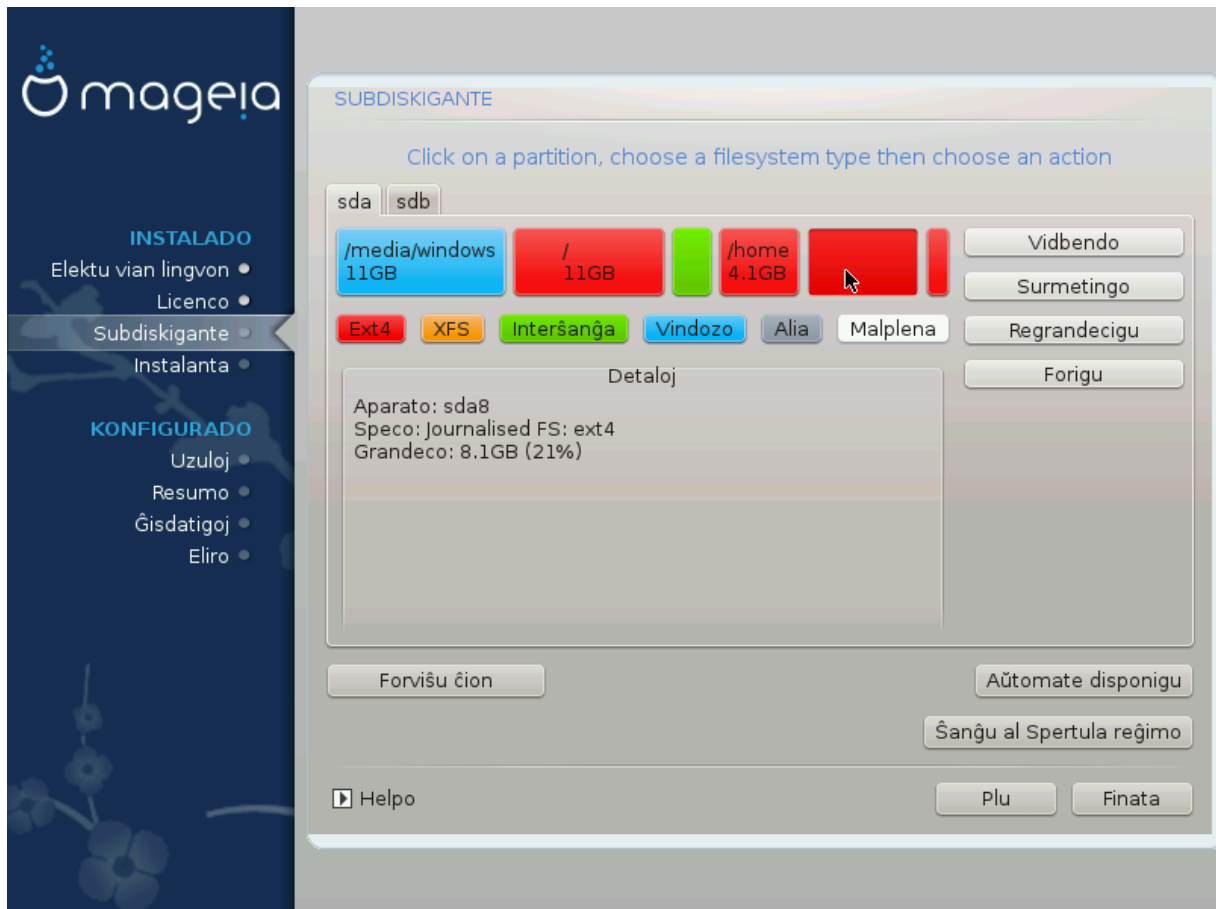 mageia
INSTALADO
Elektu vian lingvon
Licenco
Subdiskigante
Instalanta
KONFIGURADO
Uzuloj
Resumo
Ĝisdatigoj
Eliro
SUBDISKIGANTE
Click on a partition, choose a filesystem type then choose an action
sda sdb
/media/windows
11GB
/
11GB
/home
4.1GB
Ext4 XFS Interŝanĝa Vindozo Alia Malplena
Vidbendo
Surmetingo
Regrandecigu
Forigu
Detaloj
Aparato: sda8
Speco: Journalised FS: ext4
Grandeco: 8.1GB (21%)
Forviŝu ĉion
Aŭtomate disponigu
Ŝanĝu al Spertula reĝimo
Helpo
Plu
Finata